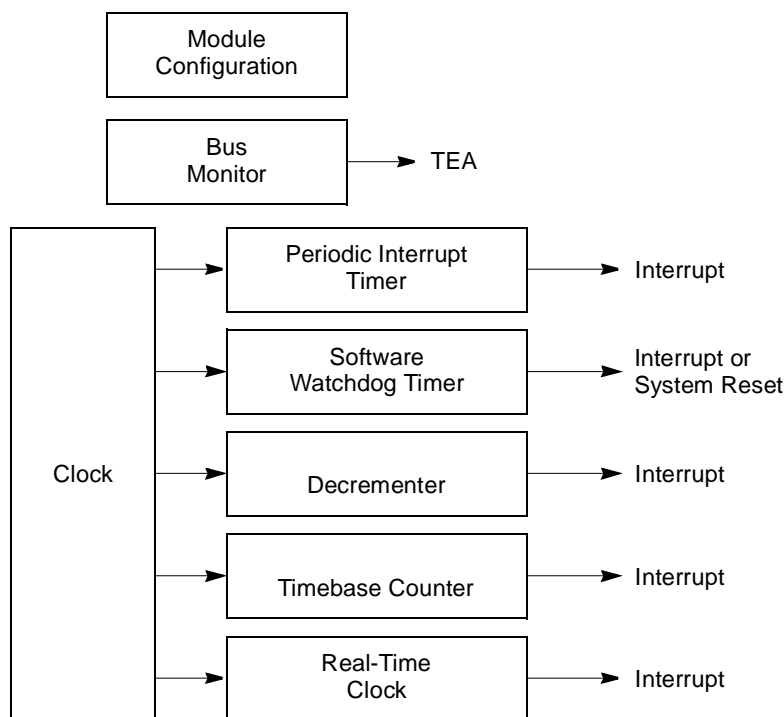 Module
Configuration
Bus
Monitor
TEA
Periodic Interrupt
Timer
Interrupt
Software
Watchdog Timer
Interrupt or
System Reset
Clock
Decrementer
Interrupt
Timebase Counter
Interrupt
Real-Time
Clock
Interrupt